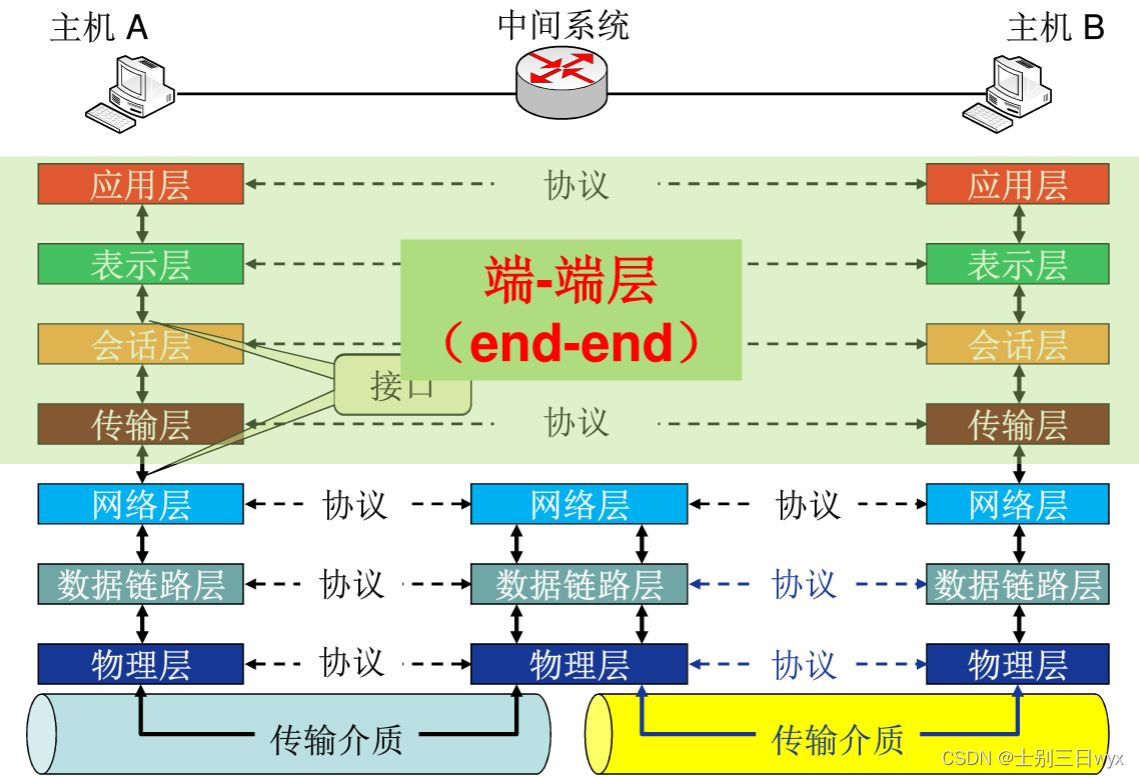 主机 A
中间系统
主机 B
应用层
协议
应用层
表示层
端-端层
（end-end）
表示层
会话层
接口
会话层
传输层
协议
传输层
网络层
协议
网络层
协议
网络层
数据链路层
协议
数据链路层
协议
数据链路层
物理层
协议
物理层
协议
物理层
传输介质
传输介质
CSDN @士别三日wyx